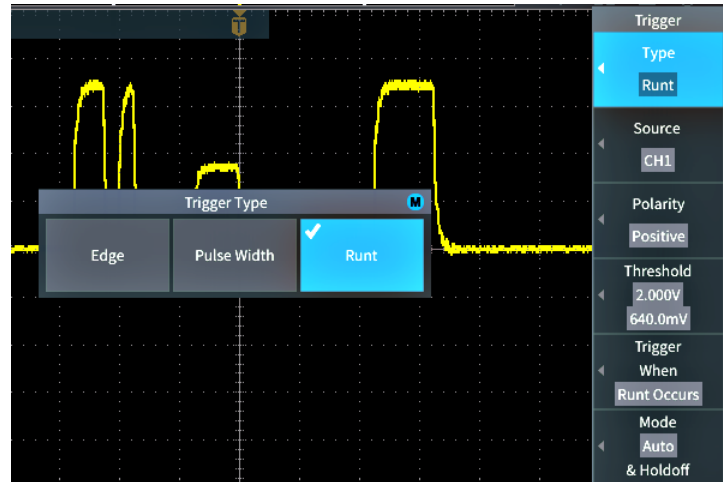 T
Trigger
Type
Runt
Source
CH1
Polarity
Positive
Threshold
2.000V
640.0mV
Trigger
When
Runt Occurs
Mode
Auto
& Holdoff
Trigger Type
M
Edge
Pulse Width
Runt